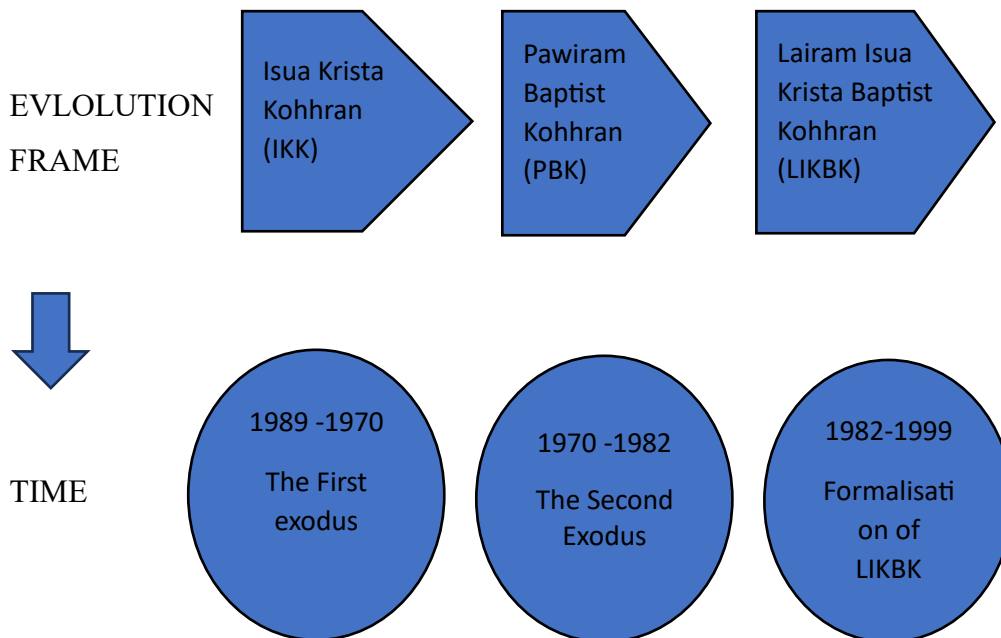 EVLOLUTION
FRAME
Isua Krista
Kohhran
(IKK)
Pawiram
Baptist
Kohhran
(PBK)
Lairam Isua
Krista Baptist
Kohhran
(LIKBK)
TIME
1989 -1970
The First
exodus
1970 -1982
The Second
Exodus
1982-1999
Formalisati
on of
LIKBK